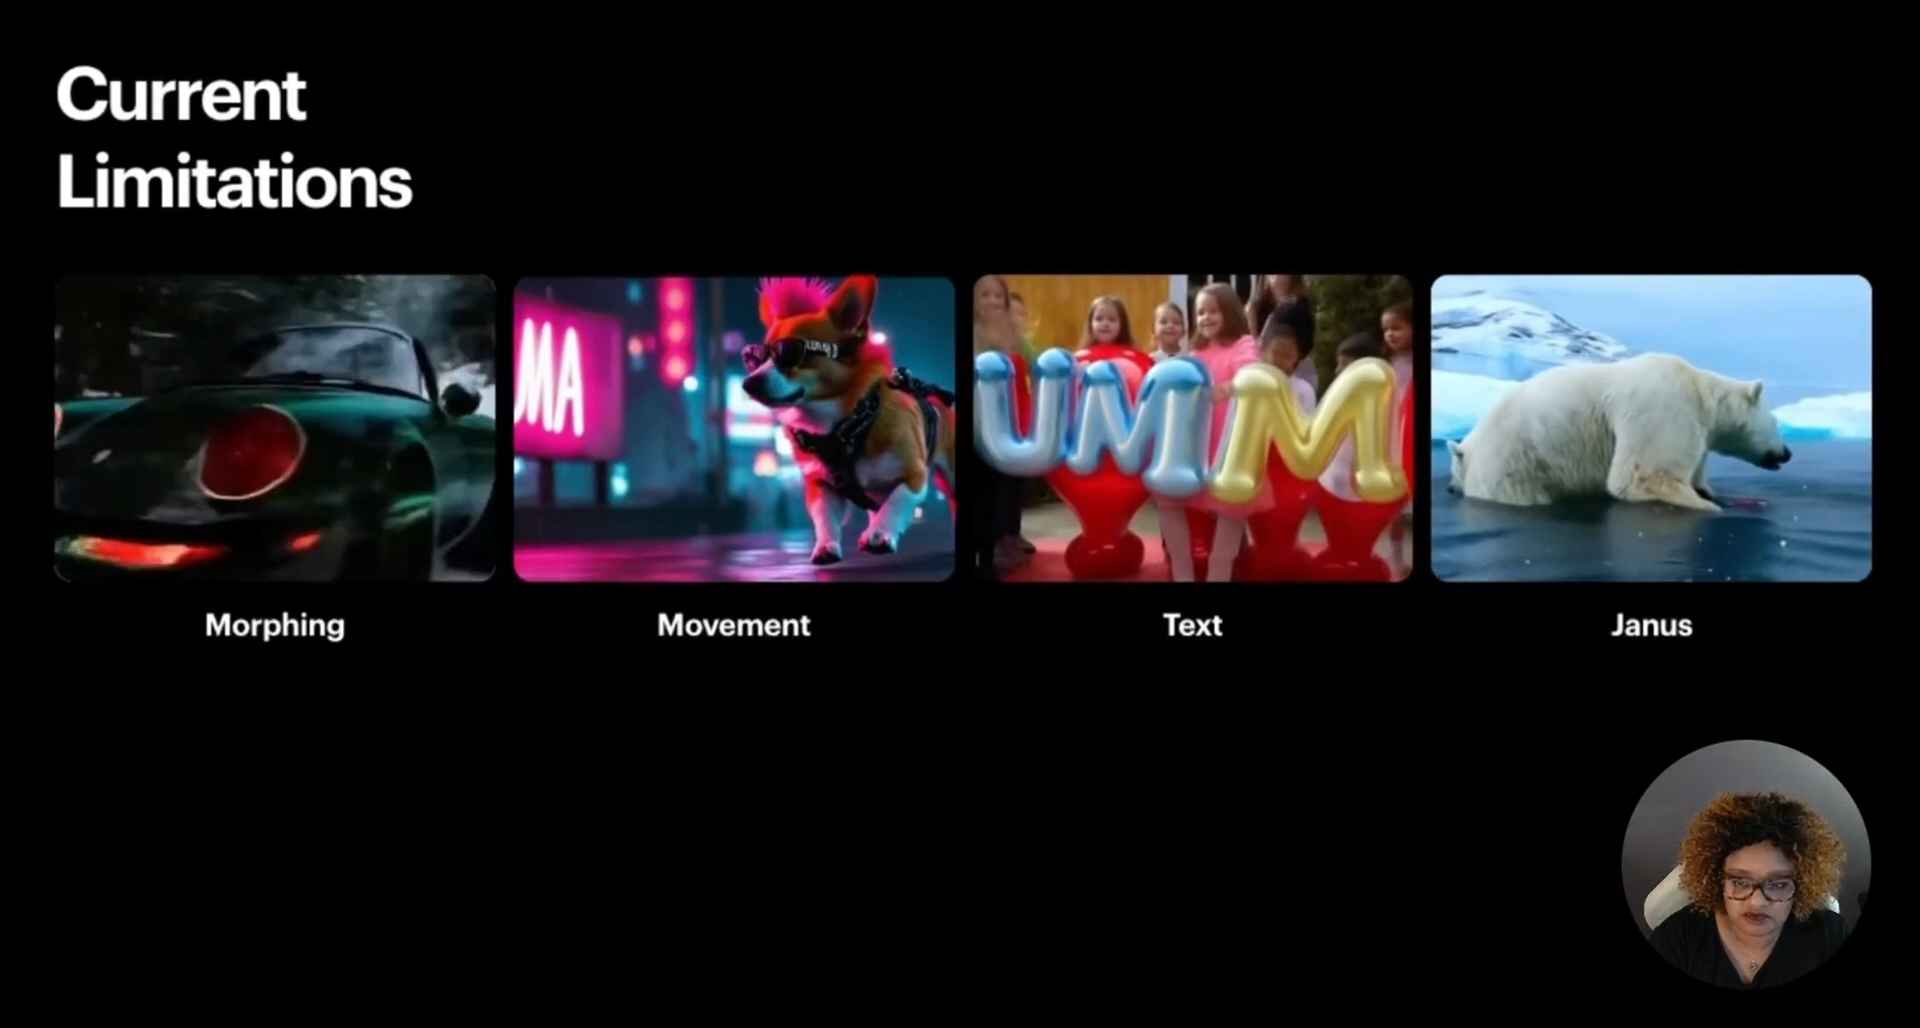 Current
Limitations
MA
UMM
Morphing
Movement
Text
Janus